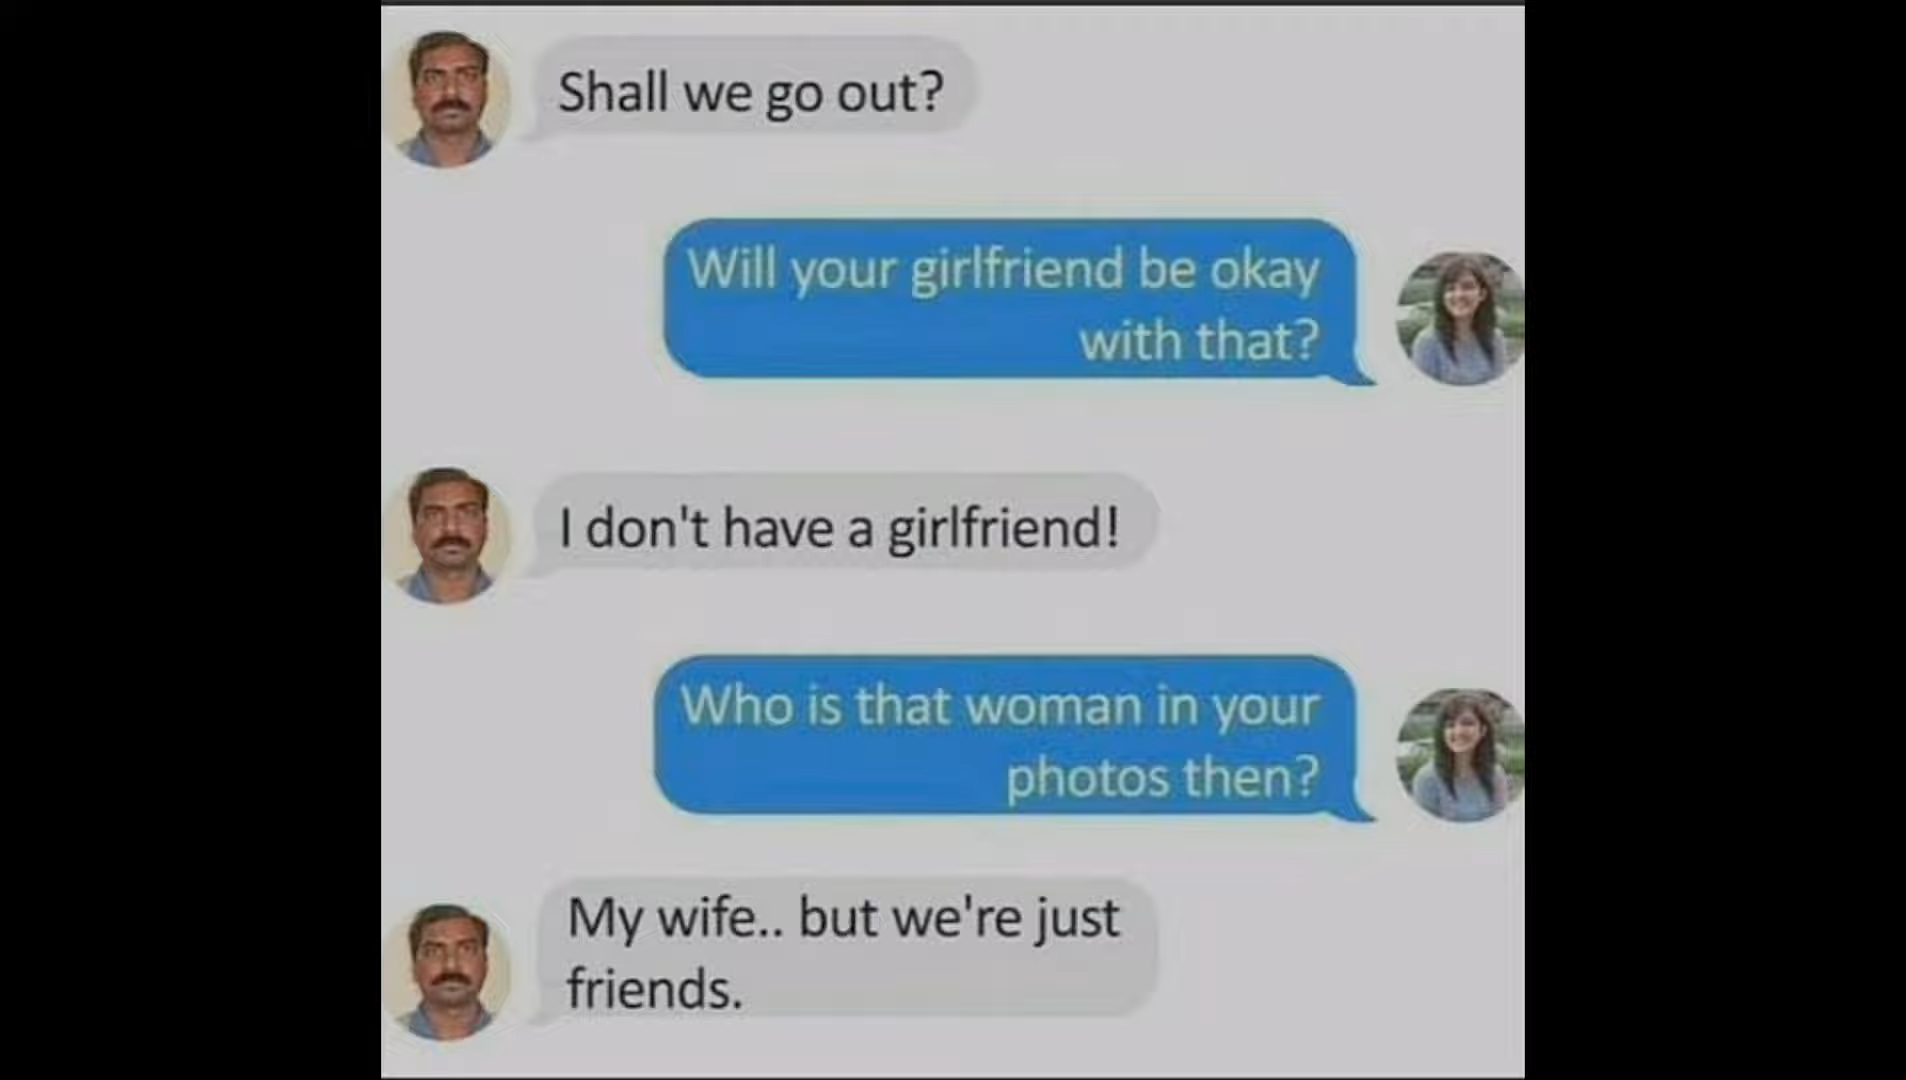 Shall we go out?
Will your girlfriend be okay
with that?
I don't have a girlfriend!
Who is that woman in your
photos then?
My wife.. but we're just
friends.